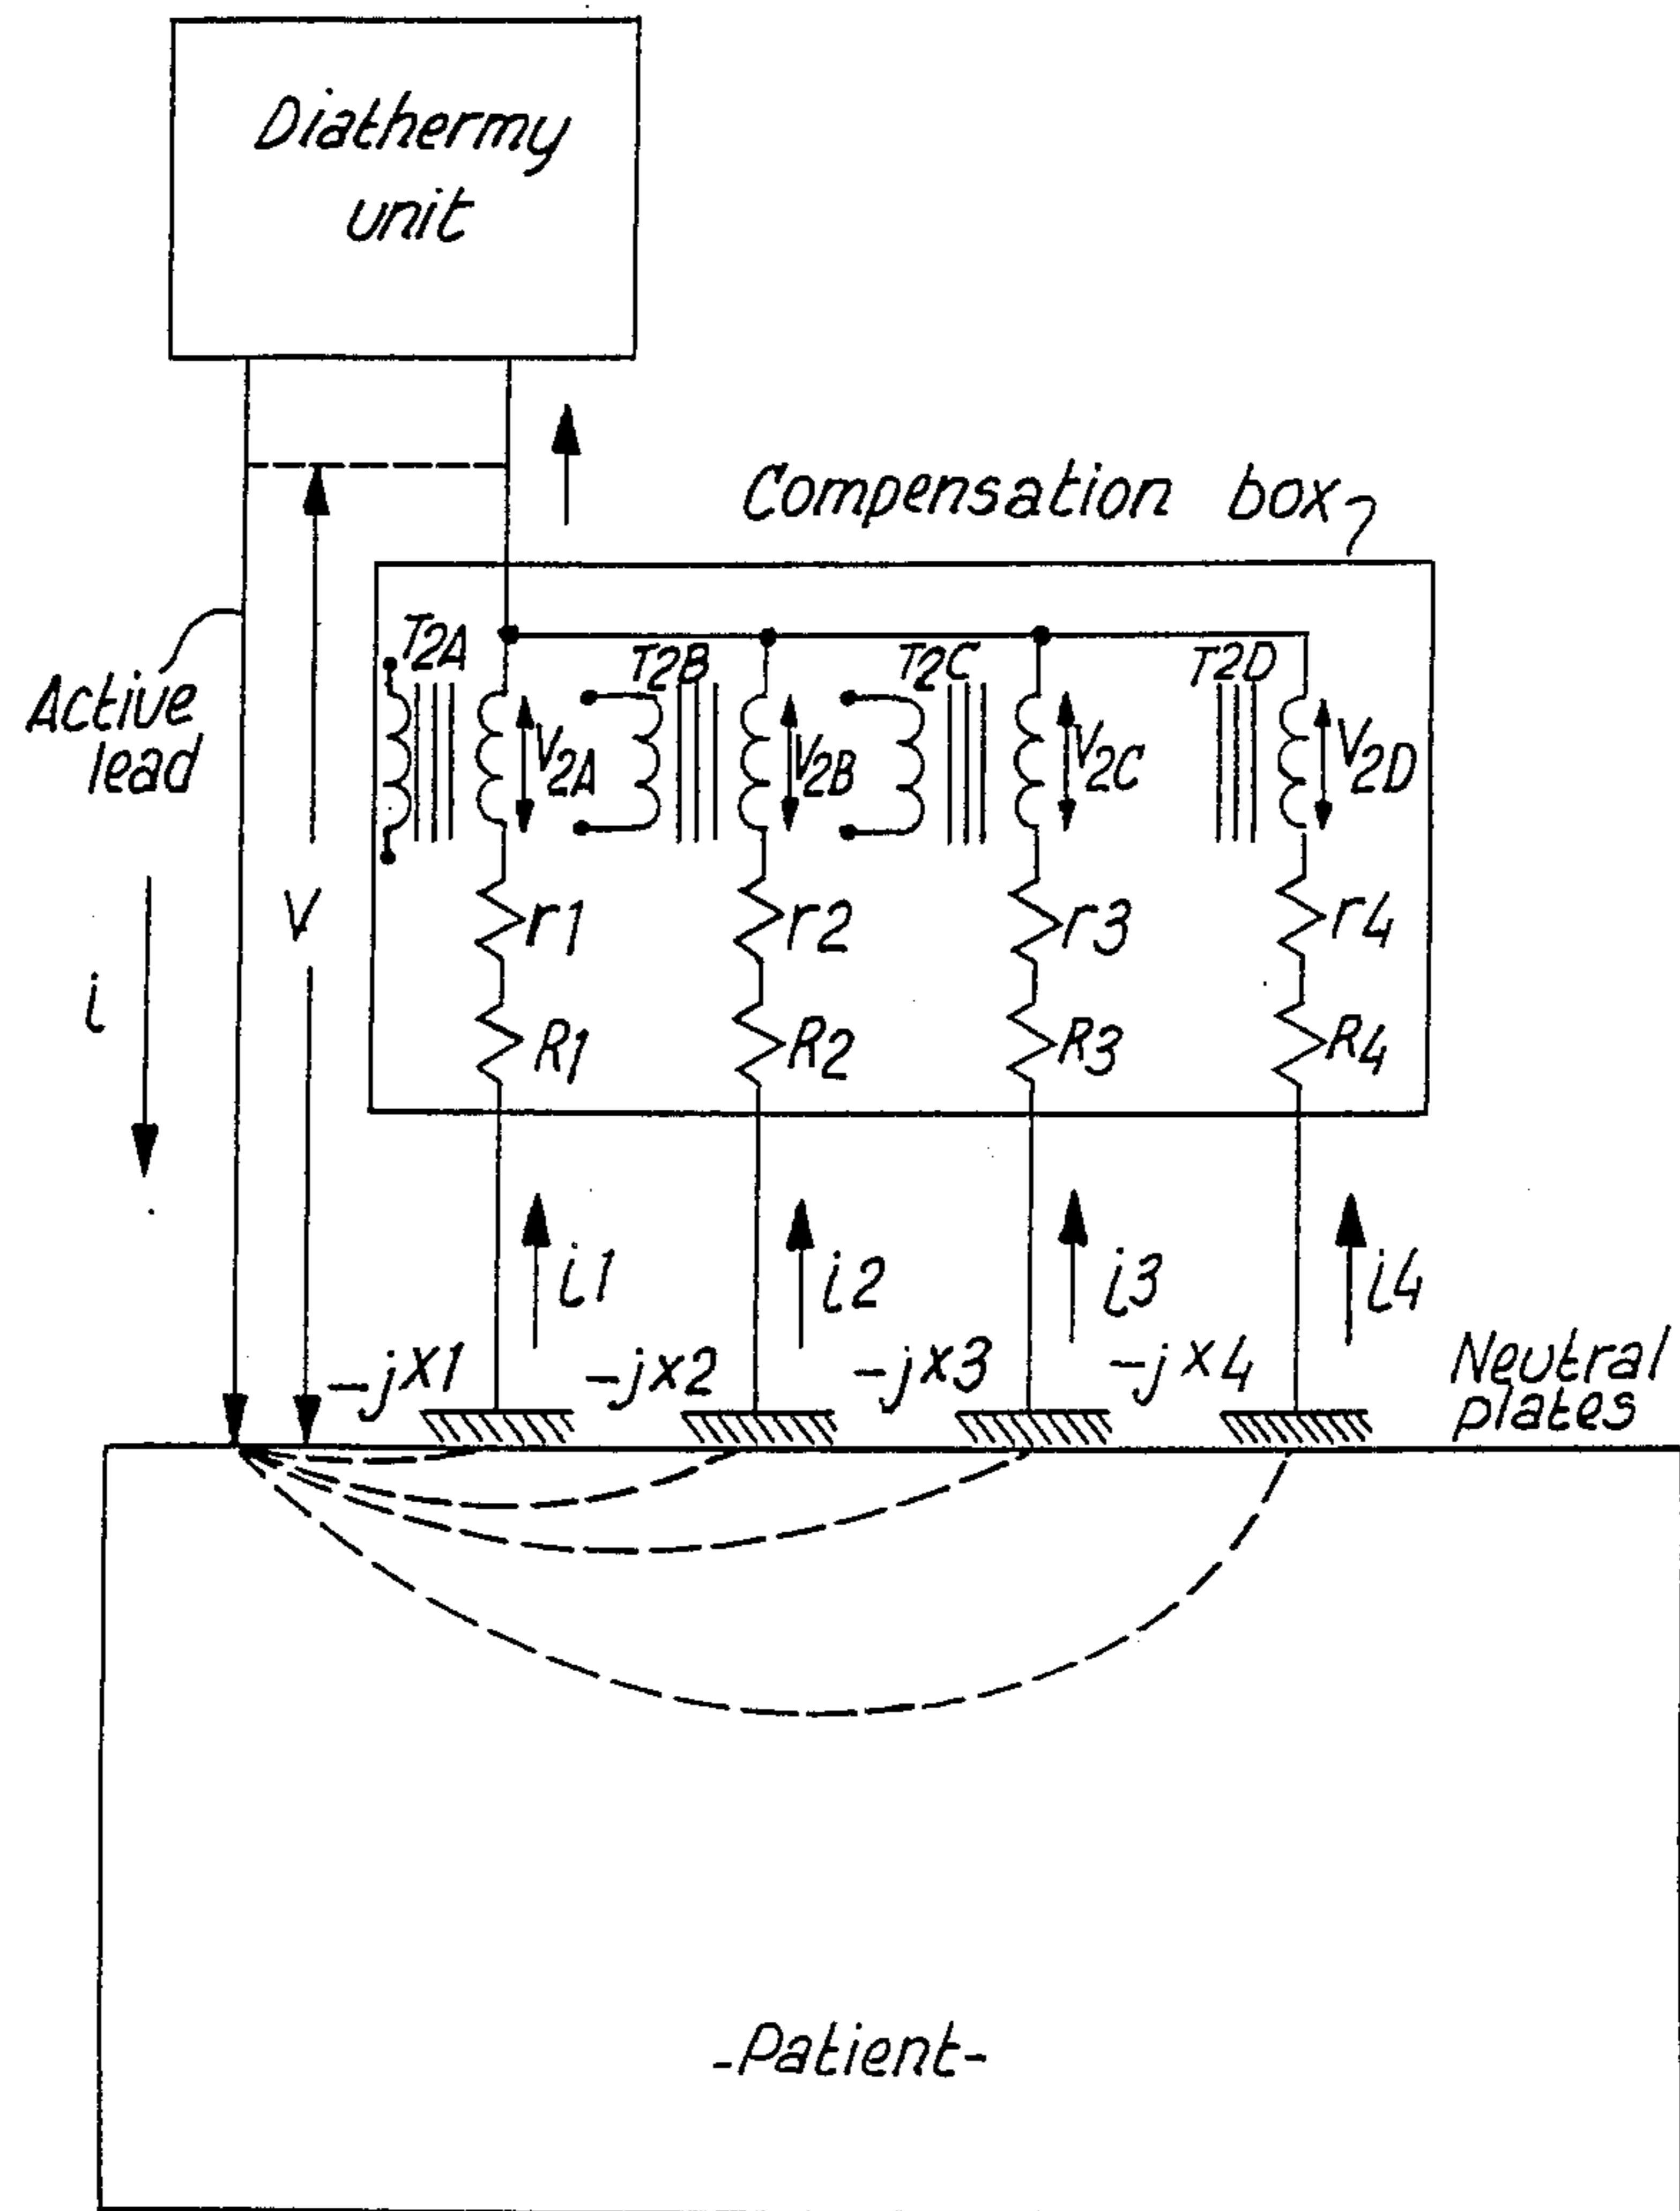 Diathermy
unit
Compensation box
Active
lead
T2A
T2B
T2C
T2D
V2A
V2B
V2C
V2D
V
i
r1
r2
r3
r4
R1
R2
R3
R4
i1
i2
i3
i4
-jx1
-jx2
-jx3
-jx4
Neutral
plates
-Patient-